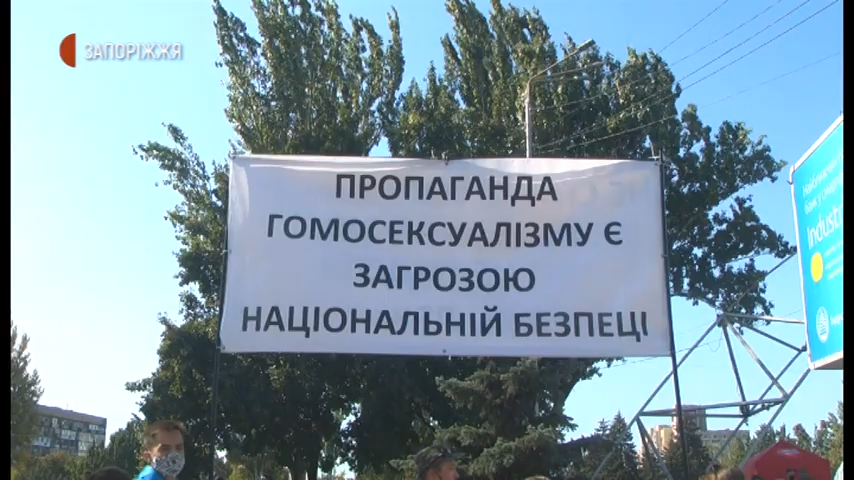 ЗАПОРІЖЖЯ
ПРОПАГАНДА
ГОМОСЕКСУАЛІЗМУ Є
ЗАГРОЗОЮ
НАЦІОНАЛЬНІЙ БЕЗПЕЦІ
Indust